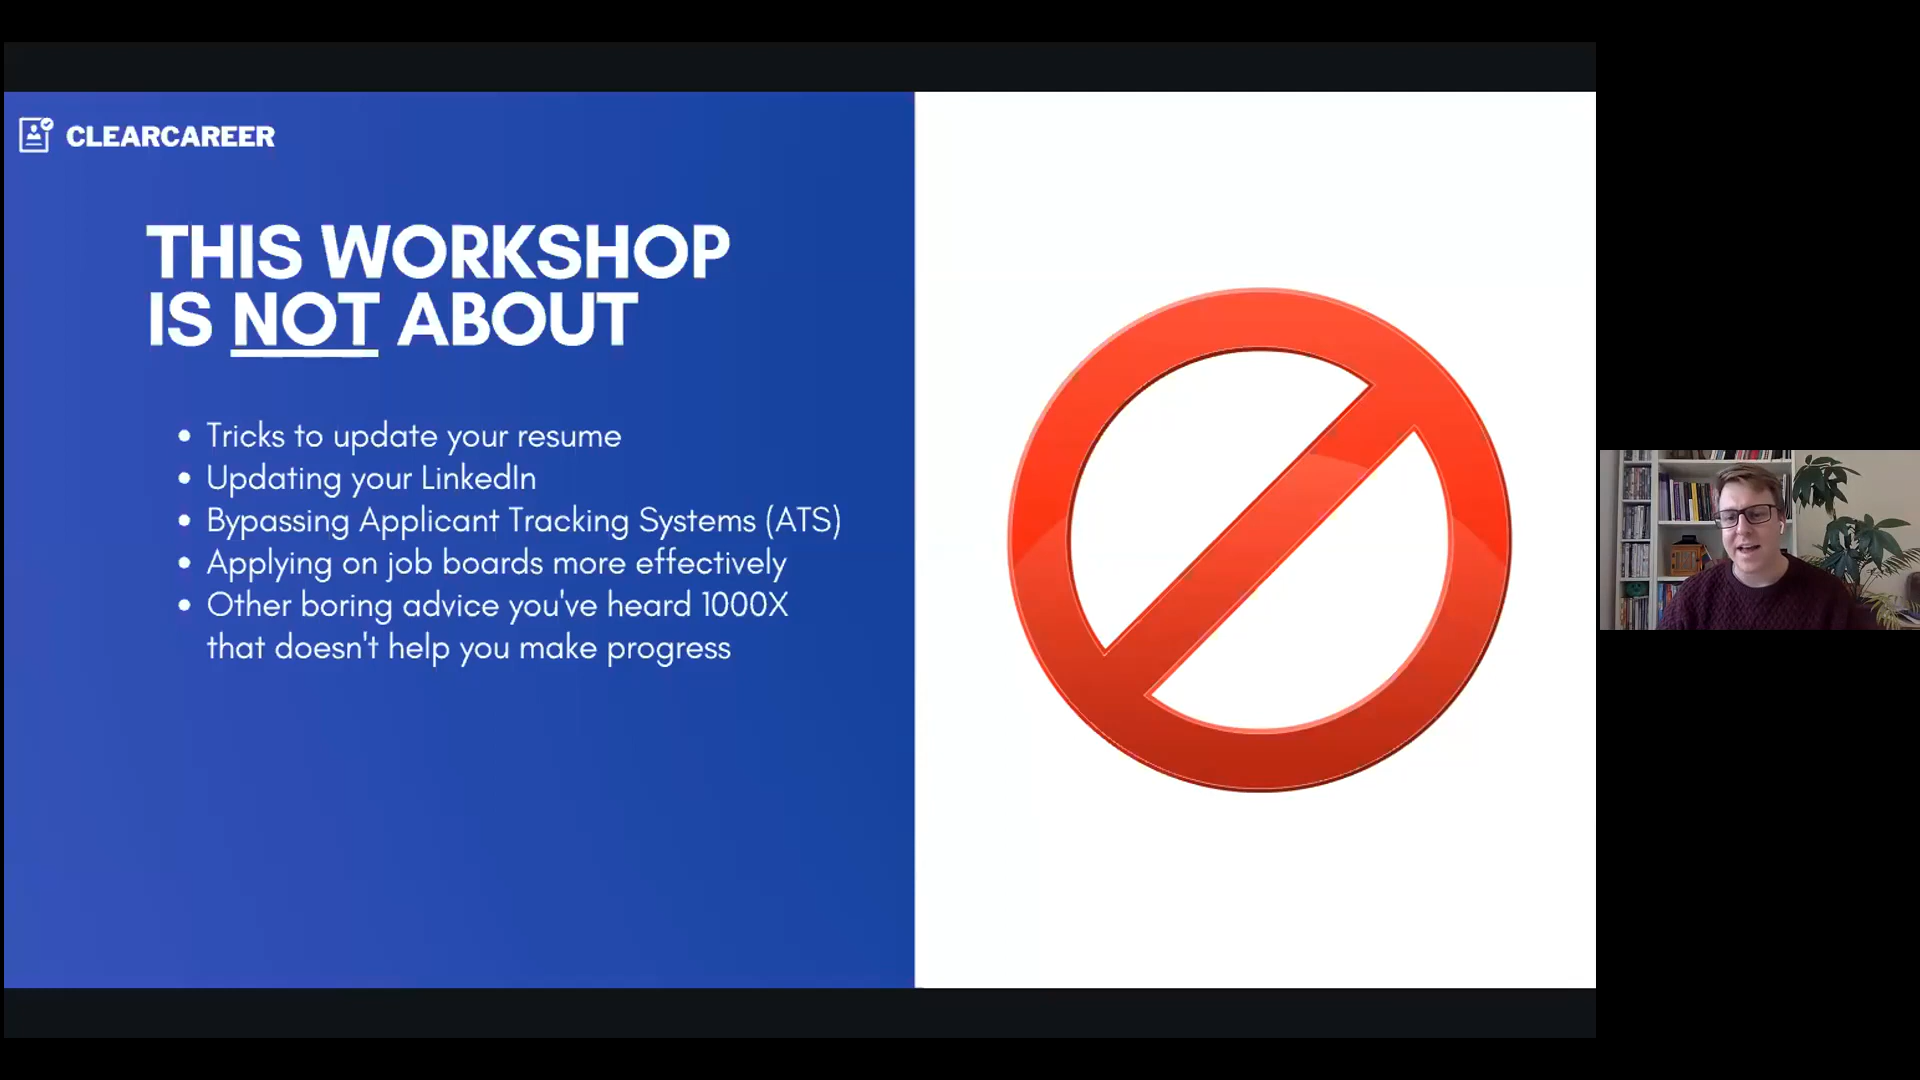 CLEARCAREER
THIS WORKSHOP
IS NOT ABOUT
• Tricks to update your resume
• Updating your LinkedIn
• Bypassing Applicant Tracking Systems (ATS)
• Applying on job boards more effectively
• Other boring advice you've heard 1000X
that doesn't help you make progress